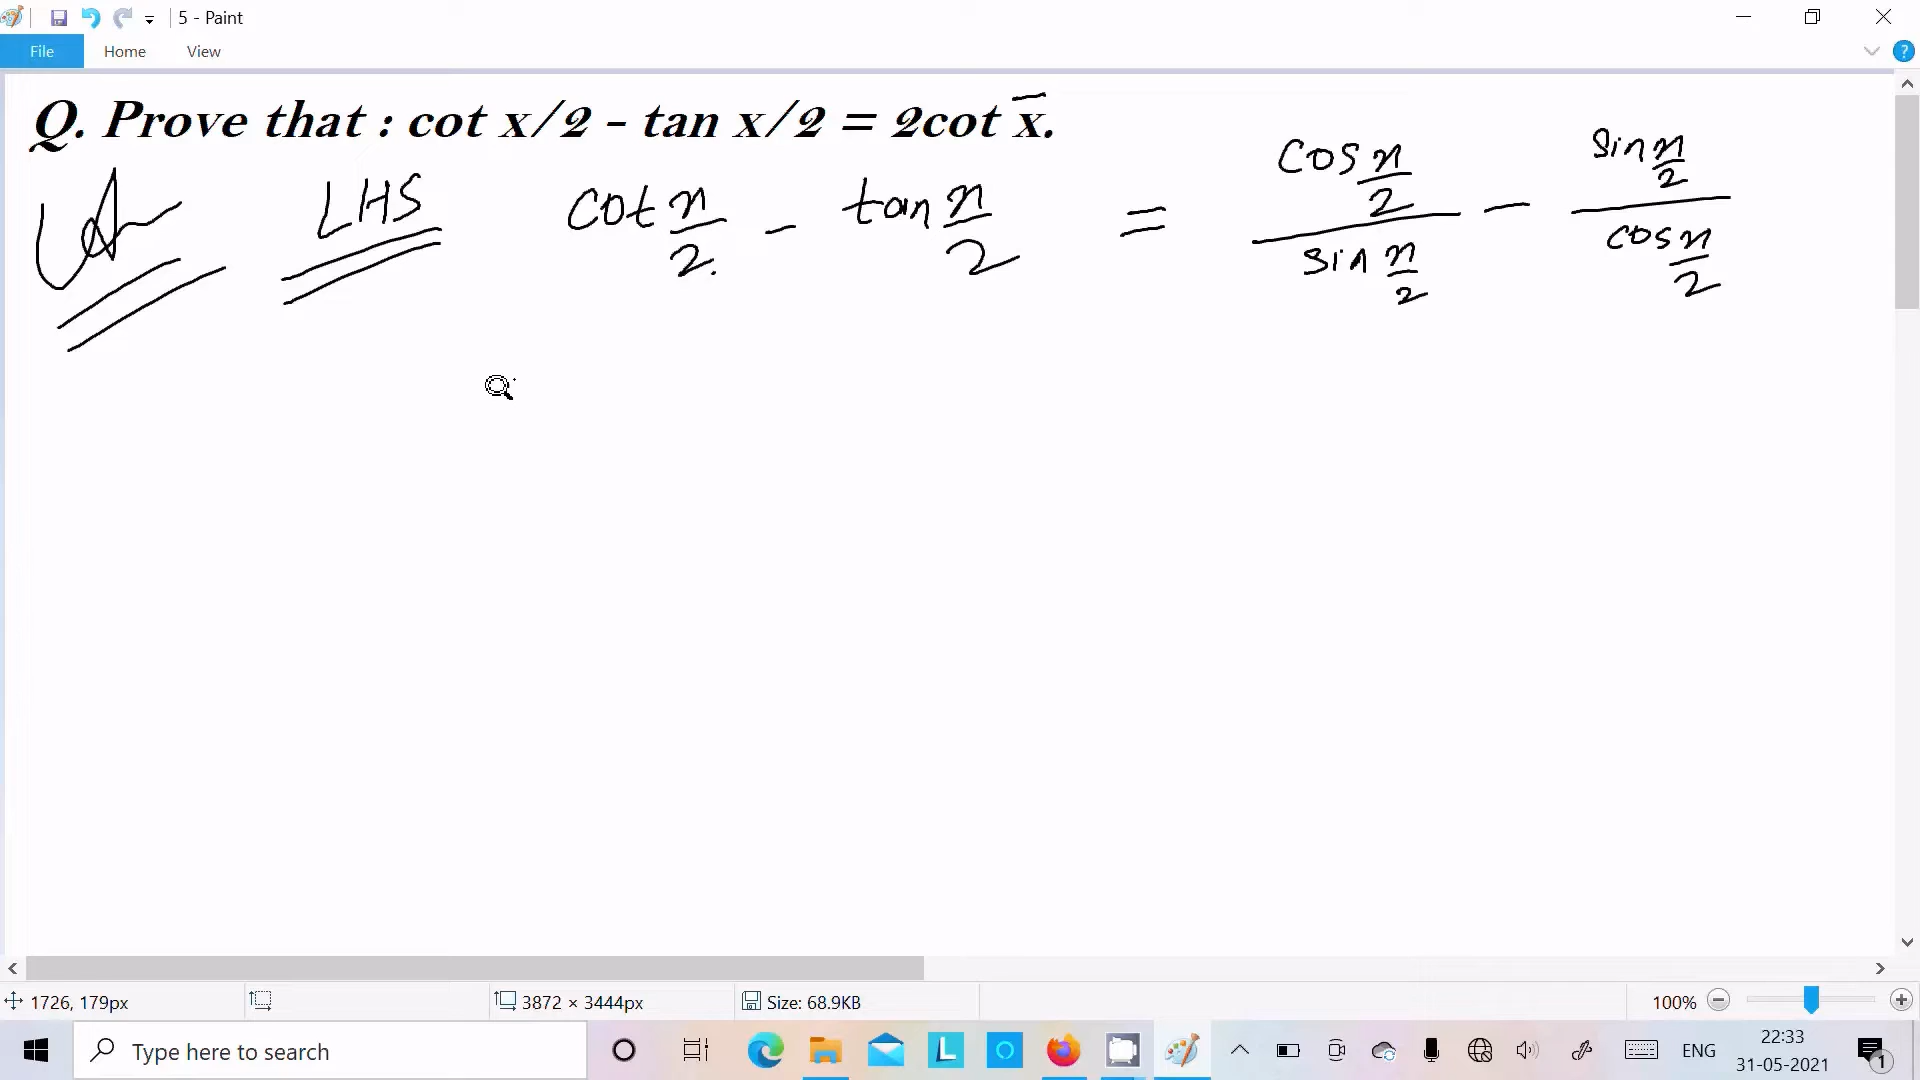 5 - Paint
File Home View
Q. Prove that : cot x/2 - tan x/2 = 2cot x.
LHS cot x/2 - tan x/2 = cos x/2 / sin x/2 - sin x/2 / cos x/2
1726, 179px 3872 × 3444px Size: 68.9KB 100%
Type here to search
ENG
22:33
31-05-2021
1